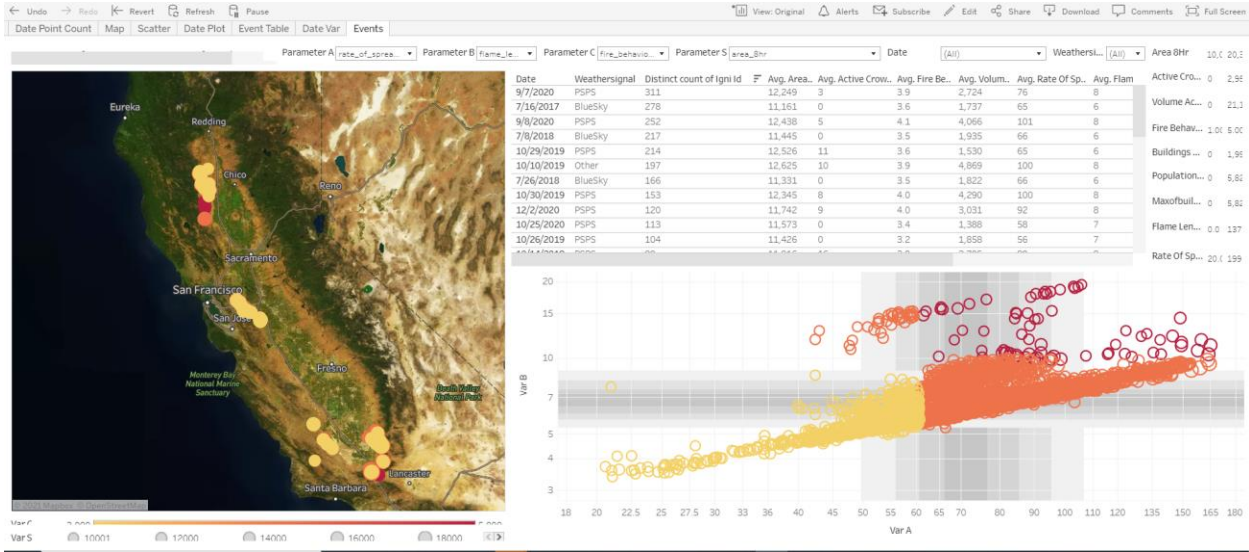 ← Undo → Redo Revert Refresh Pause View: Original Alerts Subscribe Edit Share Download Comments Full Screen
Date Point Count Map Scatter Date Plot Event Table Date Var Events
Parameter A rate_of_sprea... Parameter B flame_le... Parameter C fire_behavio... Parameter S area_8hr Date (All) Weathersi... (All) Area 8Hr
Date Weathersignal Distinct count of Igni Id Avg. Area.. Avg. Active Crow.. Avg. Fire Be.. Avg. Volum.. Avg. Rate Of Sp.. Avg. Flam
9/7/2020 PSPS 311 12,249 3 3.9 2,724 76 8
7/16/2017 BlueSky 278 11,161 0 3.6 1,737 65 6
9/8/2020 PSPS 252 12,438 5 4.1 4,066 101 8
7/8/2018 BlueSky 217 11,445 0 3.5 1,935 66 6
10/29/2019 PSPS 214 12,526 11 3.6 1,530 65 6
10/10/2019 Other 197 12,625 10 3.9 4,869 100 8
7/26/2018 BlueSky 166 11,331 0 3.5 1,822 66 6
10/30/2019 PSPS 153 12,345 8 4.0 4,290 100 8
12/2/2020 PSPS 120 11,742 9 4.0 3,031 92 8
10/25/2020 PSPS 113 11,573 0 3.4 1,388 58 7
10/26/2019 PSPS 104 11,426 0 3.2 1,858 56 7
Active Cro... 0
Volume Ac... 0
Fire Behav...
Buildings ... 0
Population... 0
Maxofbuil... 0
Flame Len... 0.0 137
Rate Of Sp... 199
Eureka
Redding
Chico
Reno
Sacramento
San Francisco
San Jose
Monterey Bay
National Marine
Sanctuary
Fresno
Death Valley
National Park
Lancaster
Santa Barbara
© 2021 Mapbox © OpenStreetMap
Var C
Var S 10001 12000 14000 16000 18000
20
15
10
7
5
4
3
Var B
18 20 22.5 25 27.5 30 33 36 40 45 50 55 60 65 70 80 90 100 110 120 135 150 165 180
Var A